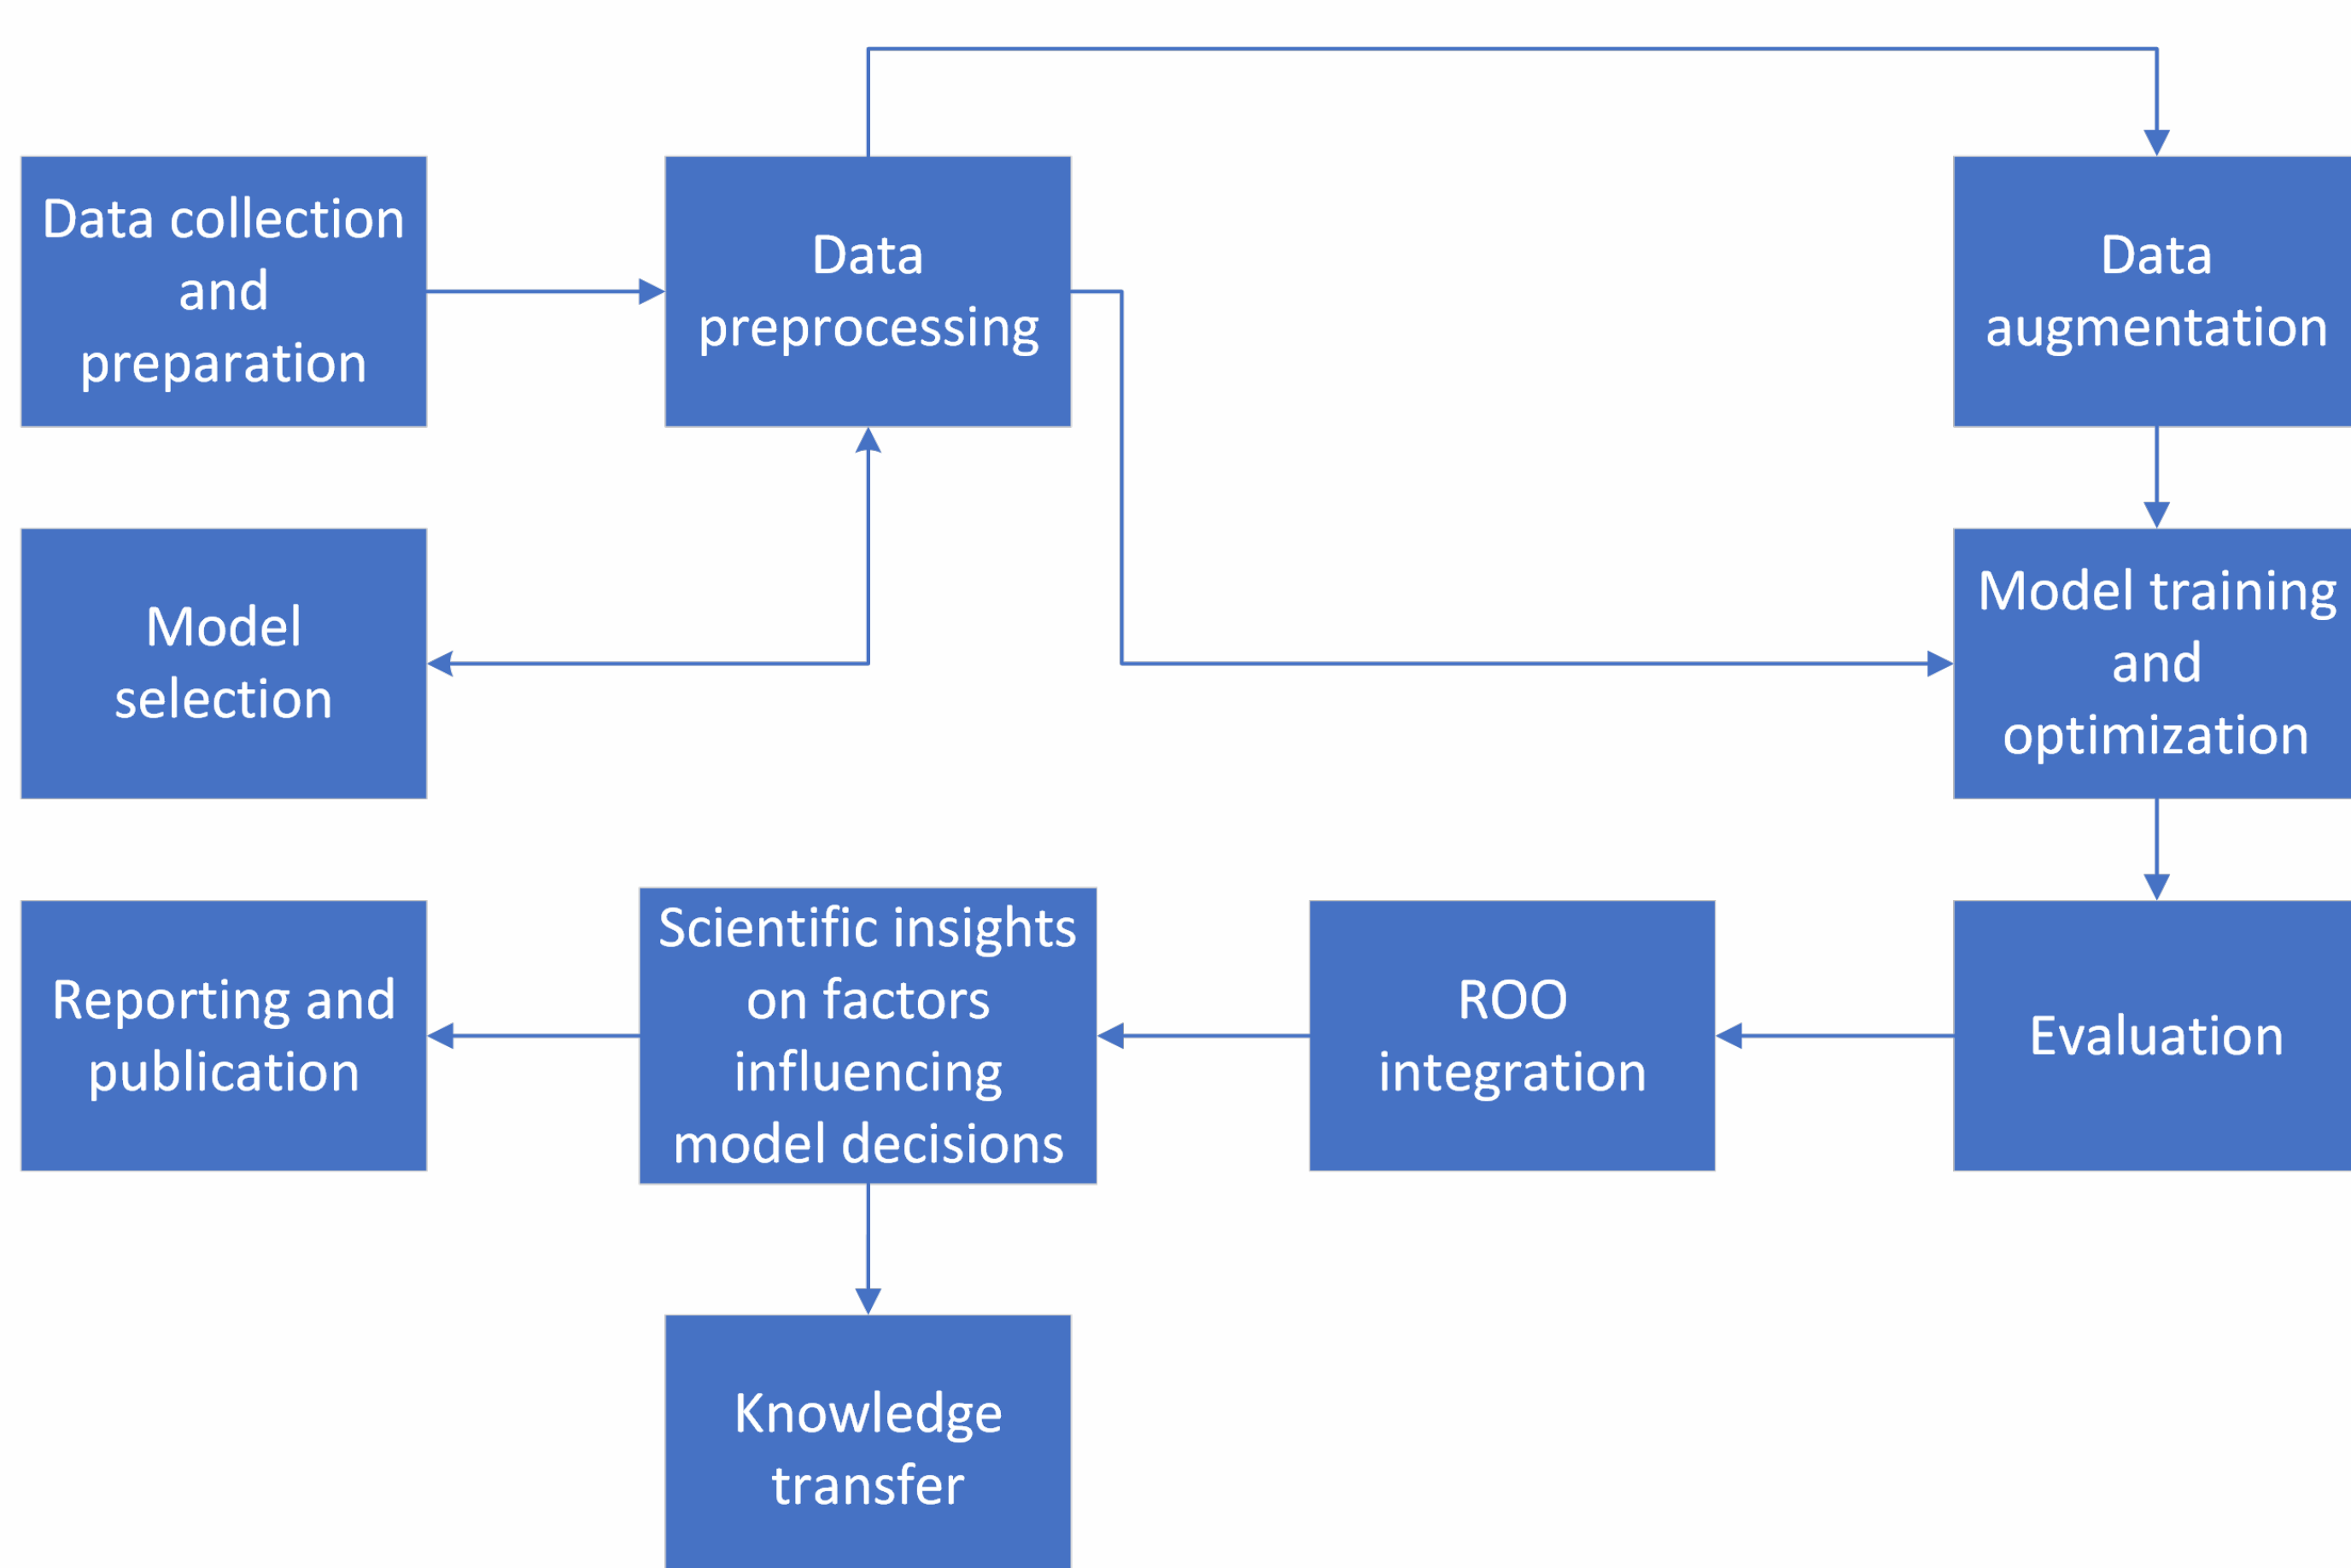 Data collection
and
preparation
Data
preprocessing
Data
augmentation
Model
selection
Model training
and
optimization
Reporting and
publication
Scientific insights
on factors
influencing
model decisions
ROO
integration
Evaluation
Knowledge
transfer